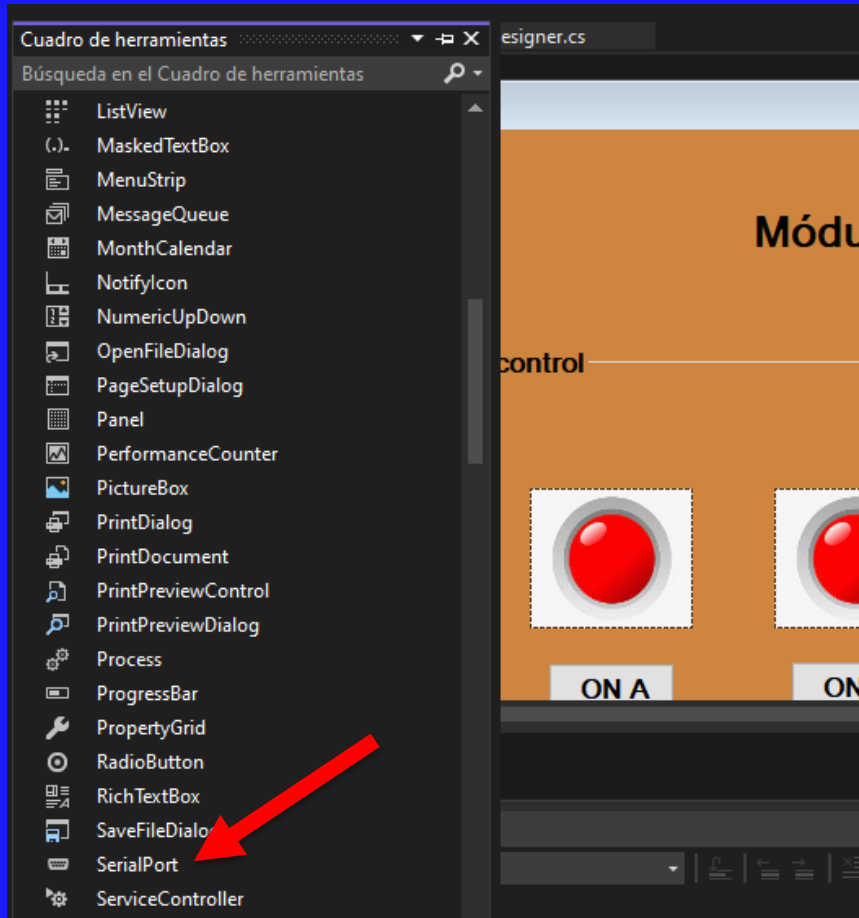 Cuadro de herramientas
esigner.cs
Búsqueda en el Cuadro de herramientas
ListView
MaskedTextBox
MenuStrip
MessageQueue
MonthCalendar
NotifyIcon
NumericUpDown
OpenFileDialog
PageSetupDialog
Panel
PerformanceCounter
PictureBox
PrintDialog
PrintDocument
PrintPreviewControl
PrintPreviewDialog
Process
ProgressBar
PropertyGrid
RadioButton
RichTextBox
SaveFileDialo
SerialPort
ServiceController
Módu
control
ON A
ON